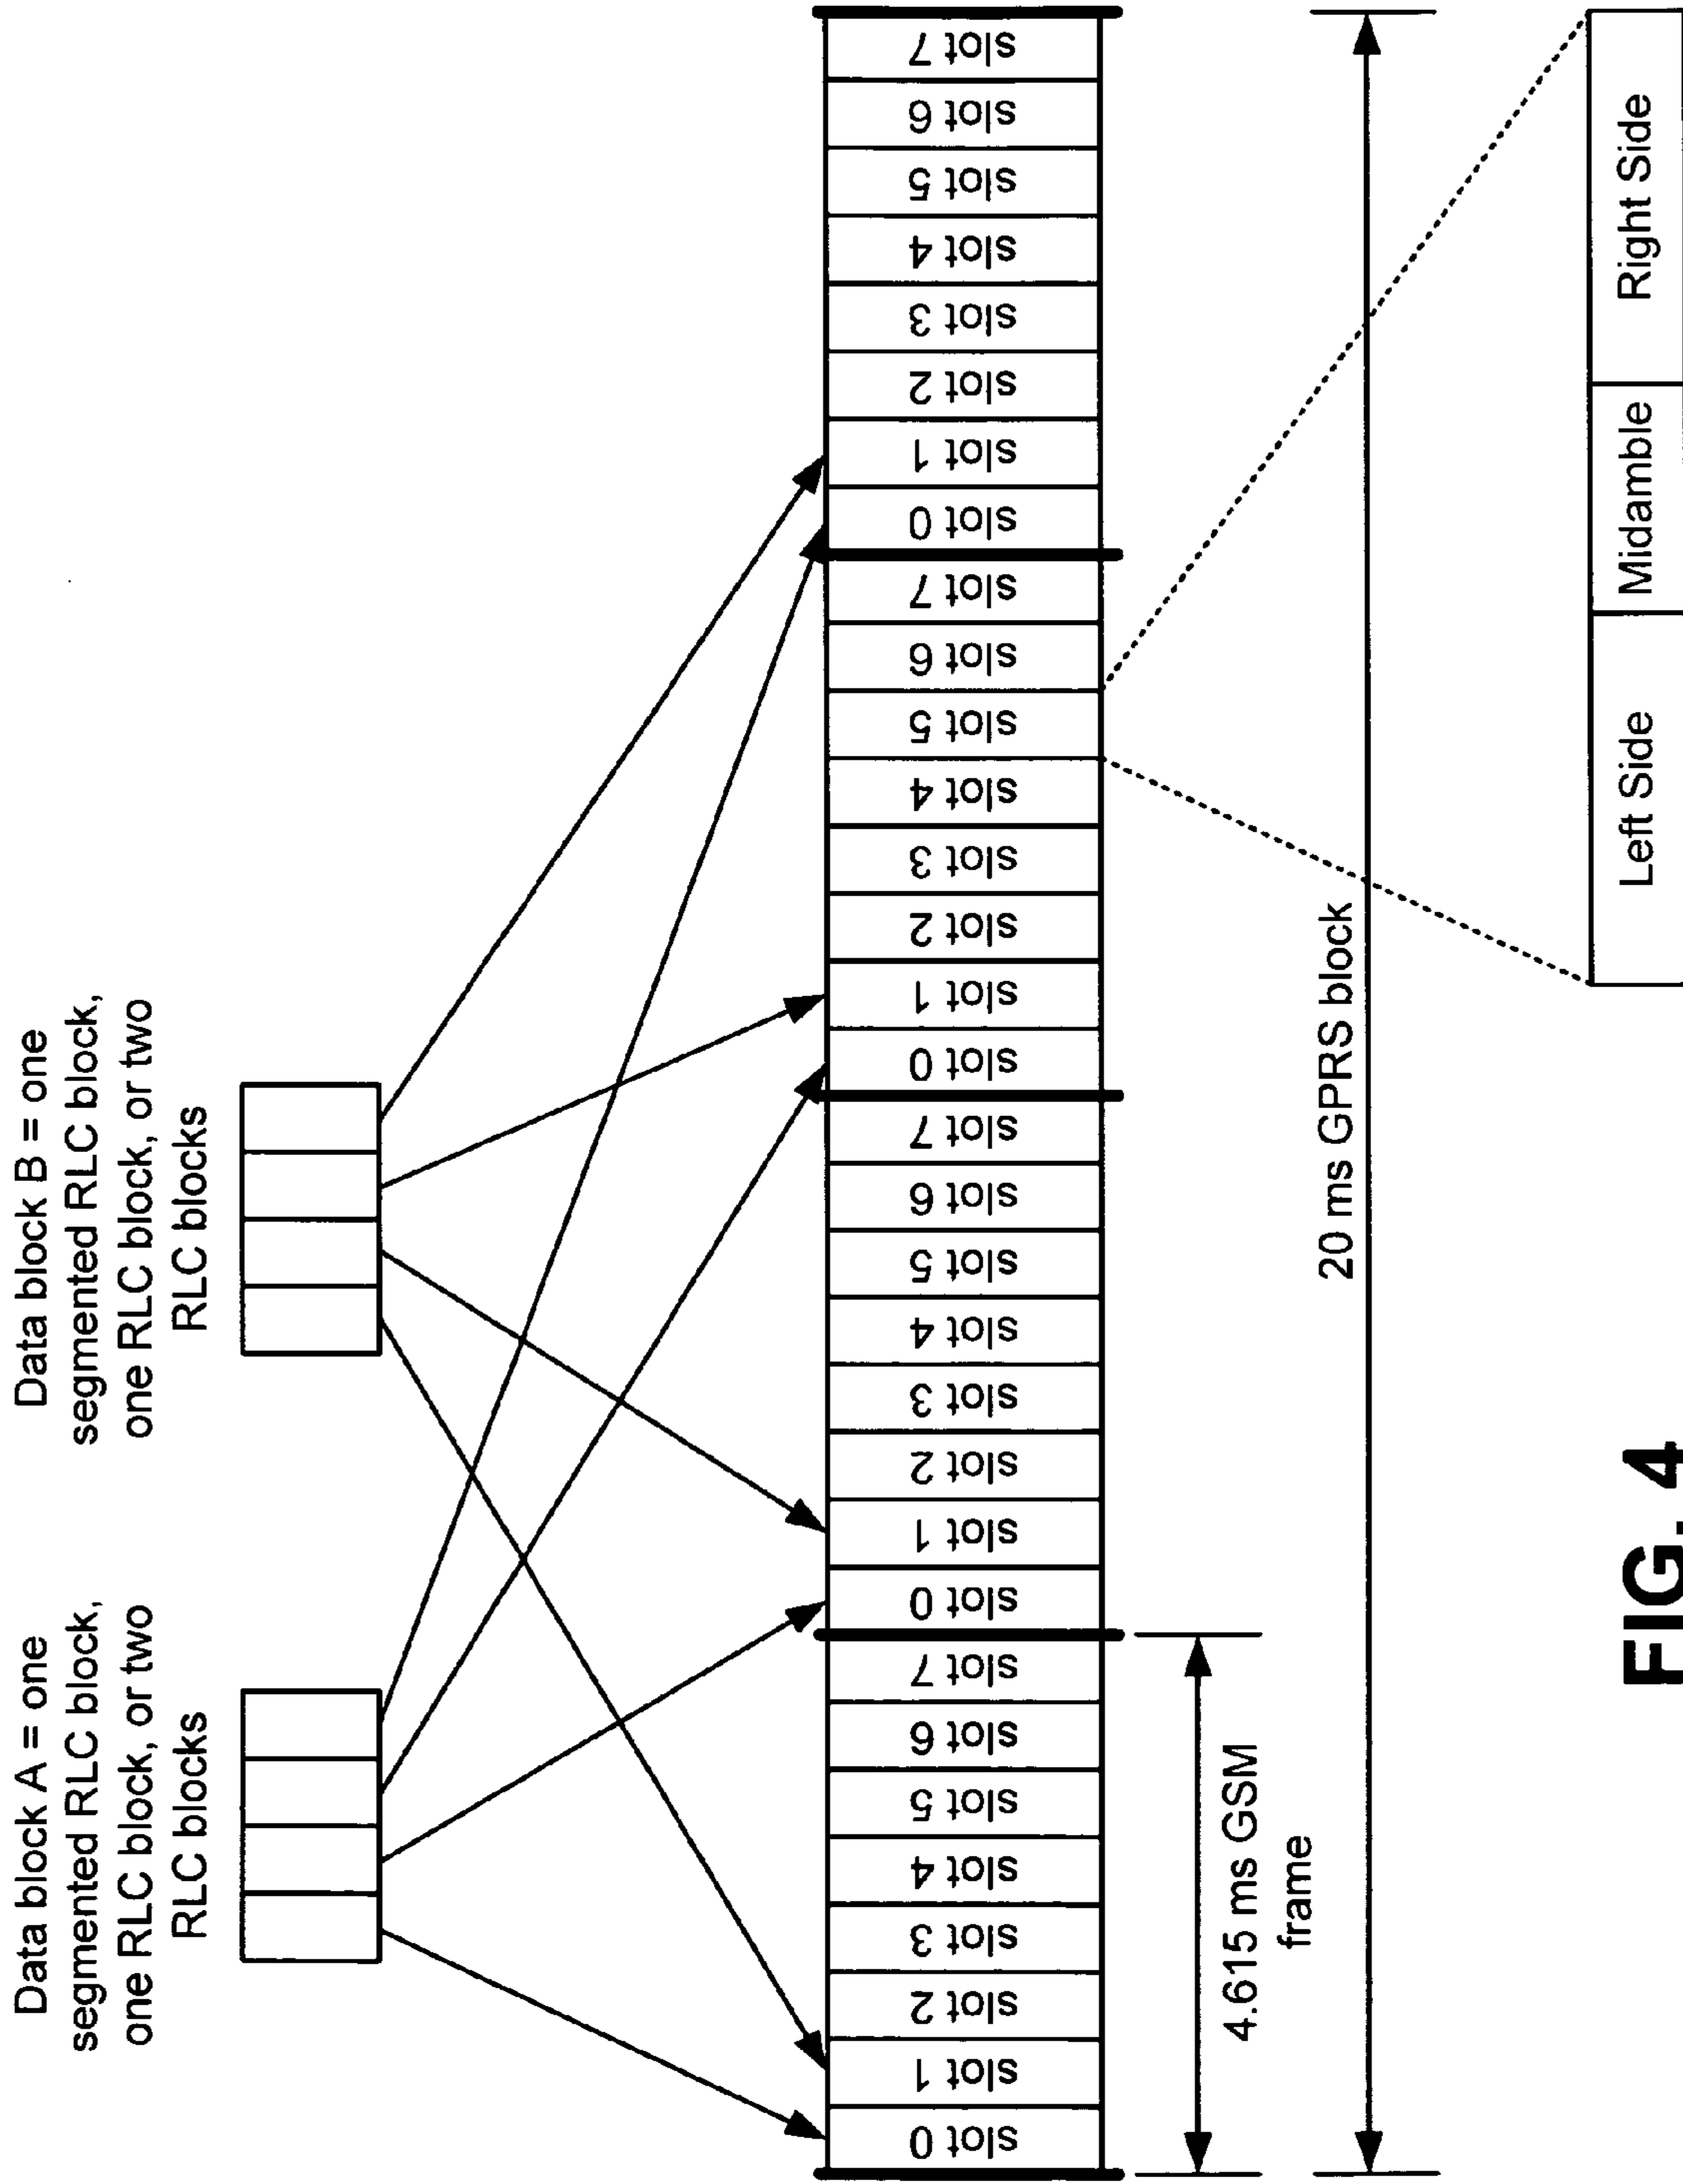 Data block A = one
segmented RLC block,
one RLC block, or two
RLC blocks
Data block B = one
segmented RLC block,
one RLC block, or two
RLC blocks
slot 0
slot 1
slot 2
slot 3
slot 4
slot 5
slot 6
slot 7
slot 0
slot 1
slot 2
slot 3
slot 4
slot 5
slot 6
slot 7
slot 0
slot 1
slot 2
slot 3
slot 4
slot 5
slot 6
slot 7
slot 0
slot 1
slot 2
slot 3
slot 4
slot 5
slot 6
slot 7
4.615 ms GSM
frame
20 ms GPRS block
Left Side
Midamble
Right Side
FIG. 4